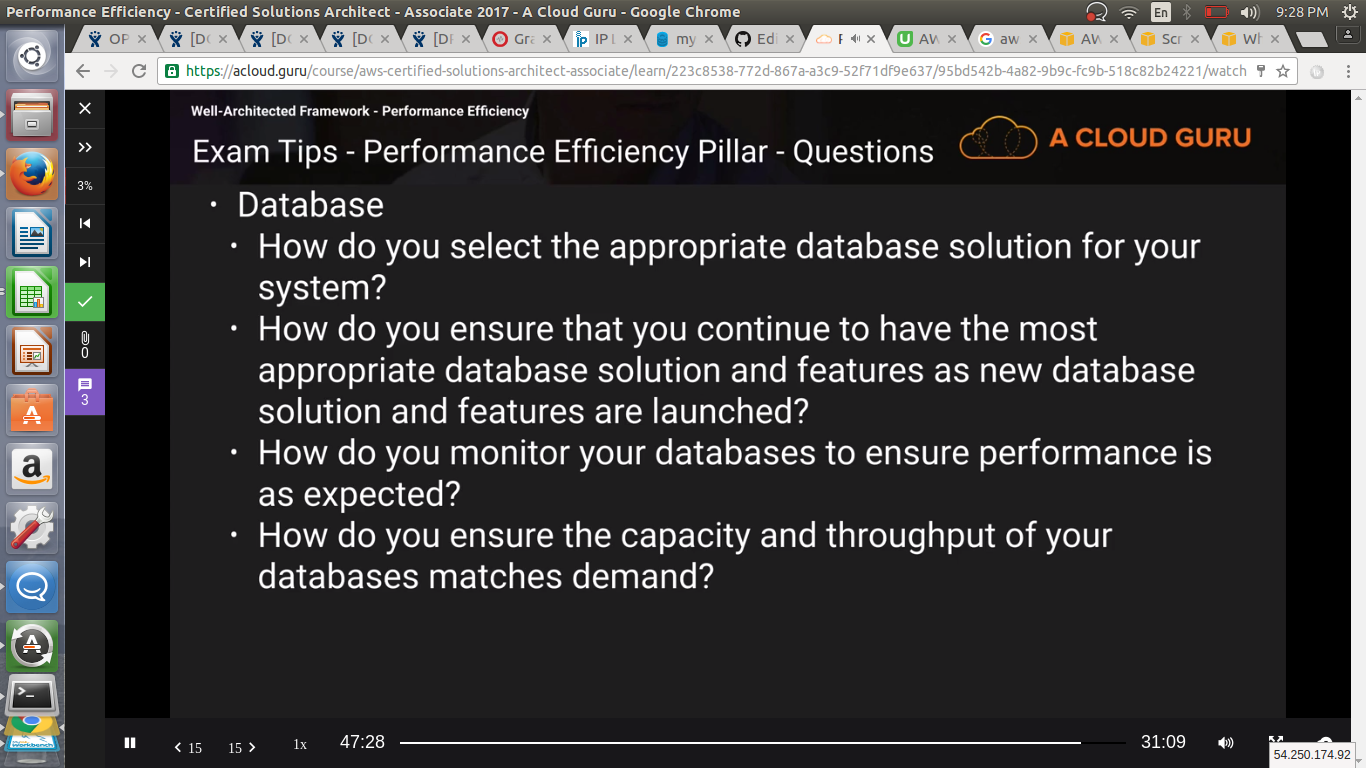 Performance Efficiency - Certified Solutions Architect - Associate 2017 - A Cloud Guru - Google Chrome
En
9:28 PM
OP
[DC
[DC
[DC
[DF
Gra
IP L
my
Edi
AW
aw
AW
Scr
Wh
https://acloud.guru/course/aws-certified-solutions-architect-associate/learn/223c8538-772d-867a-a3c9-52f71df9e637/95bd542b-4a82-9b9c-fc9b-518c82b24221/watch
Well-Architected Framework - Performance Efficiency
Exam Tips - Performance Efficiency Pillar - Questions
A CLOUD GURU
3%
0
3
• Database
• How do you select the appropriate database solution for your
system?
• How do you ensure that you continue to have the most
appropriate database solution and features as new database
solution and features are launched?
• How do you monitor your databases to ensure performance is
as expected?
• How do you ensure the capacity and throughput of your
databases matches demand?
15
15
1x
47:28
31:09
54.250.174.92